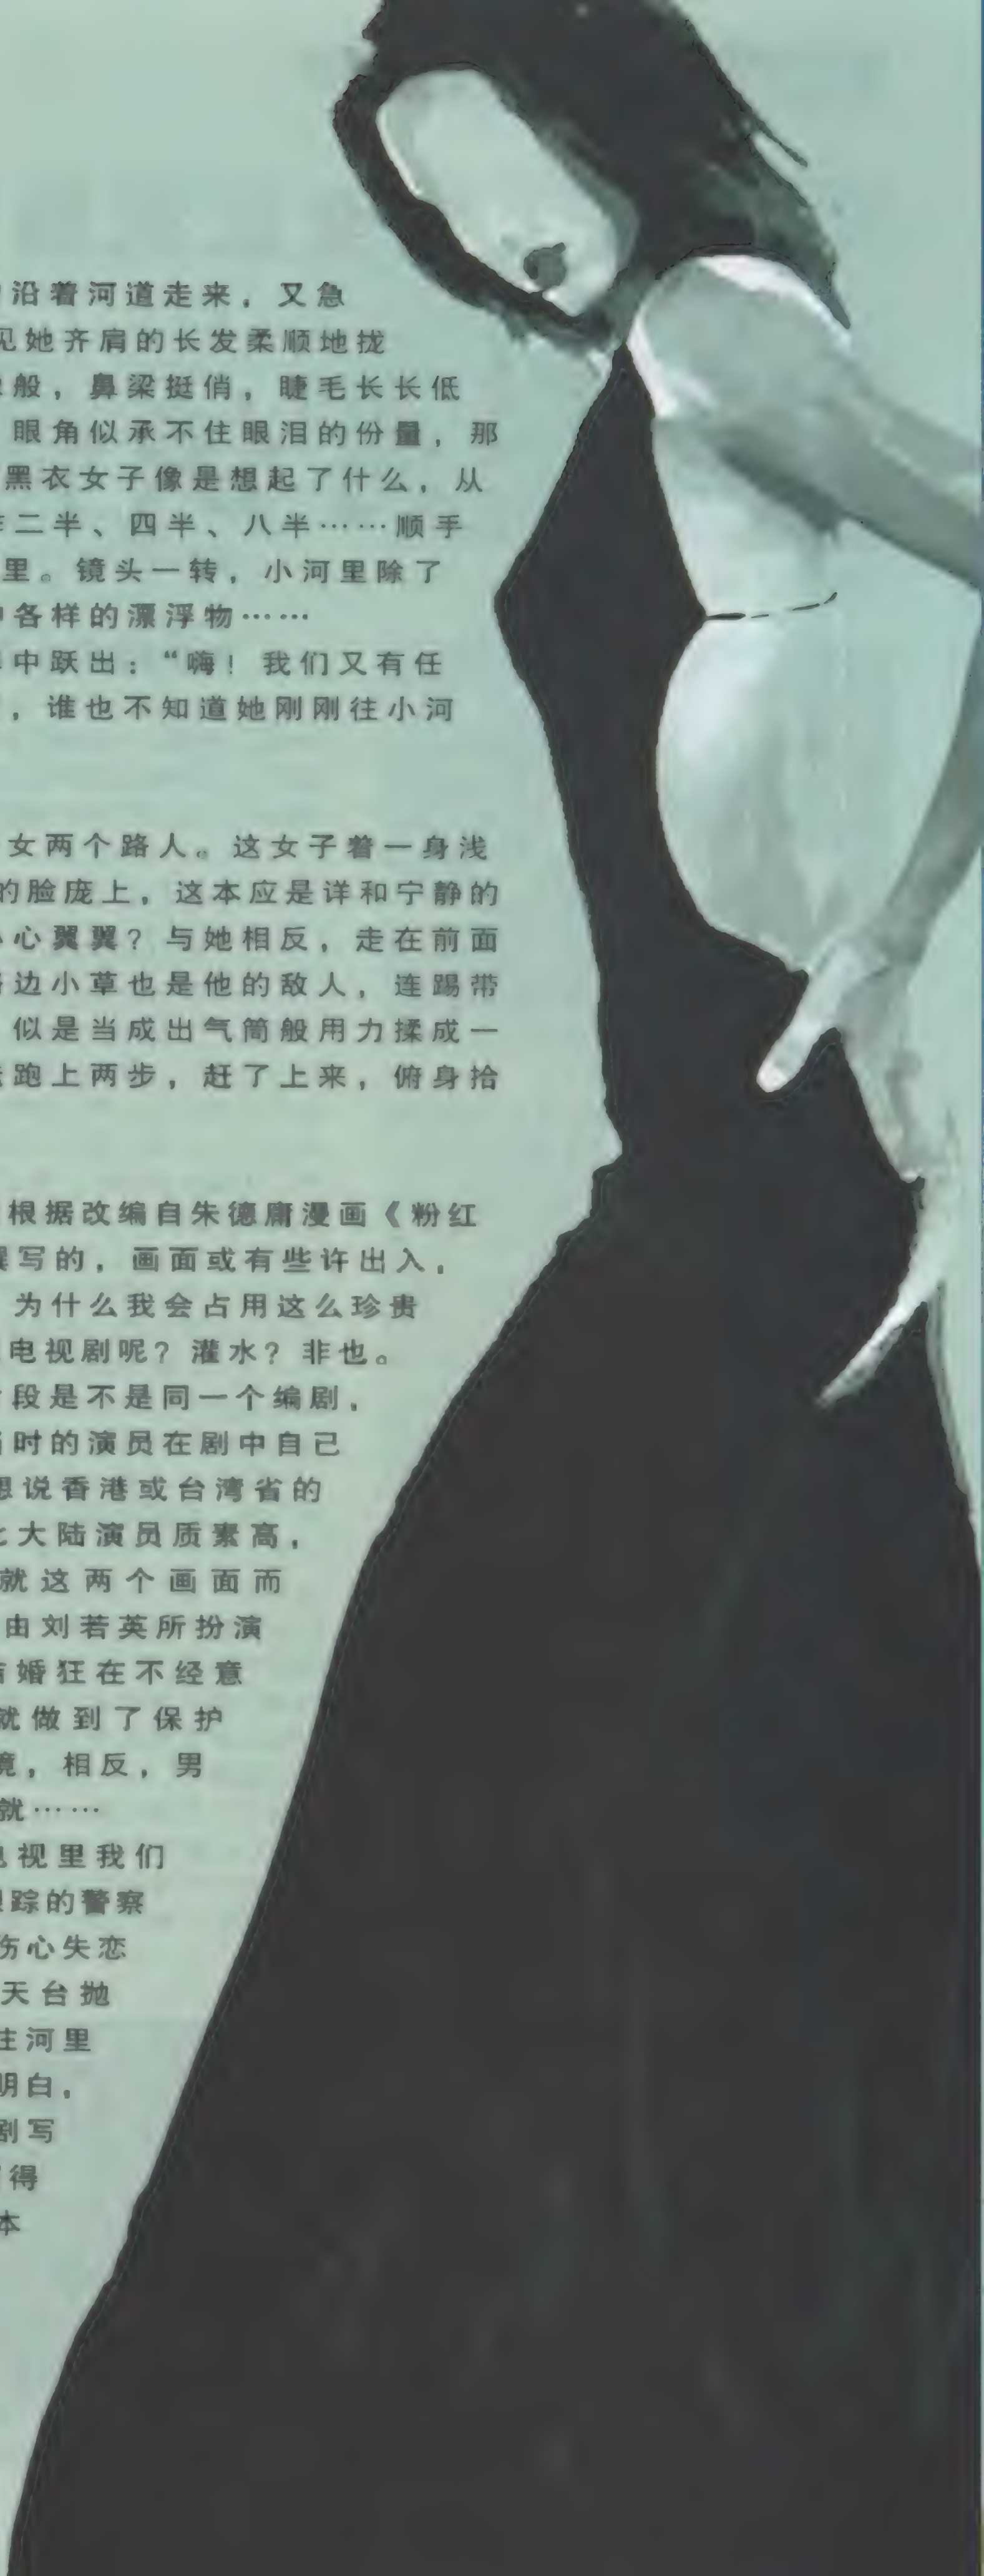 沿着河道走来，又急
见她齐肩的长发柔顺地拢
般，鼻梁挺俏，睫毛长长低
眼角似承不住眼泪的份量，那
黑衣女子像是想起了什么，从
二半、四半、八半……顺手
里。镜头一转，小河里除了
各样的漂浮物……
中跃出：“嗨！我们又有任
，谁也不知道她刚刚往小河
女两个路人。这女子着一身浅
的脸庞上，这本应是详和宁静的
心翼翼？与她相反，走在前面
边小草也是他的敌人，连踢带
似是当成出气筒般用力揉成一
跑上两步，赶了上来，俯身拾
根据改编自朱德庸漫画《粉红
写的，画面或有些许出入，
为什么我会占用这么珍贵
电视剧呢？灌水？非也。
段是不是同一个编剧，
时的演员在剧中自己
想说香港或台湾省的
大陆演员质素高，
就这两个画面而
由刘若英所扮演
婚狂在不经意
就做到了保护
境，相反，男
就……
视里我们
踪的警察
伤心失恋
天台抛
往河里
明白，
剧写
得
本